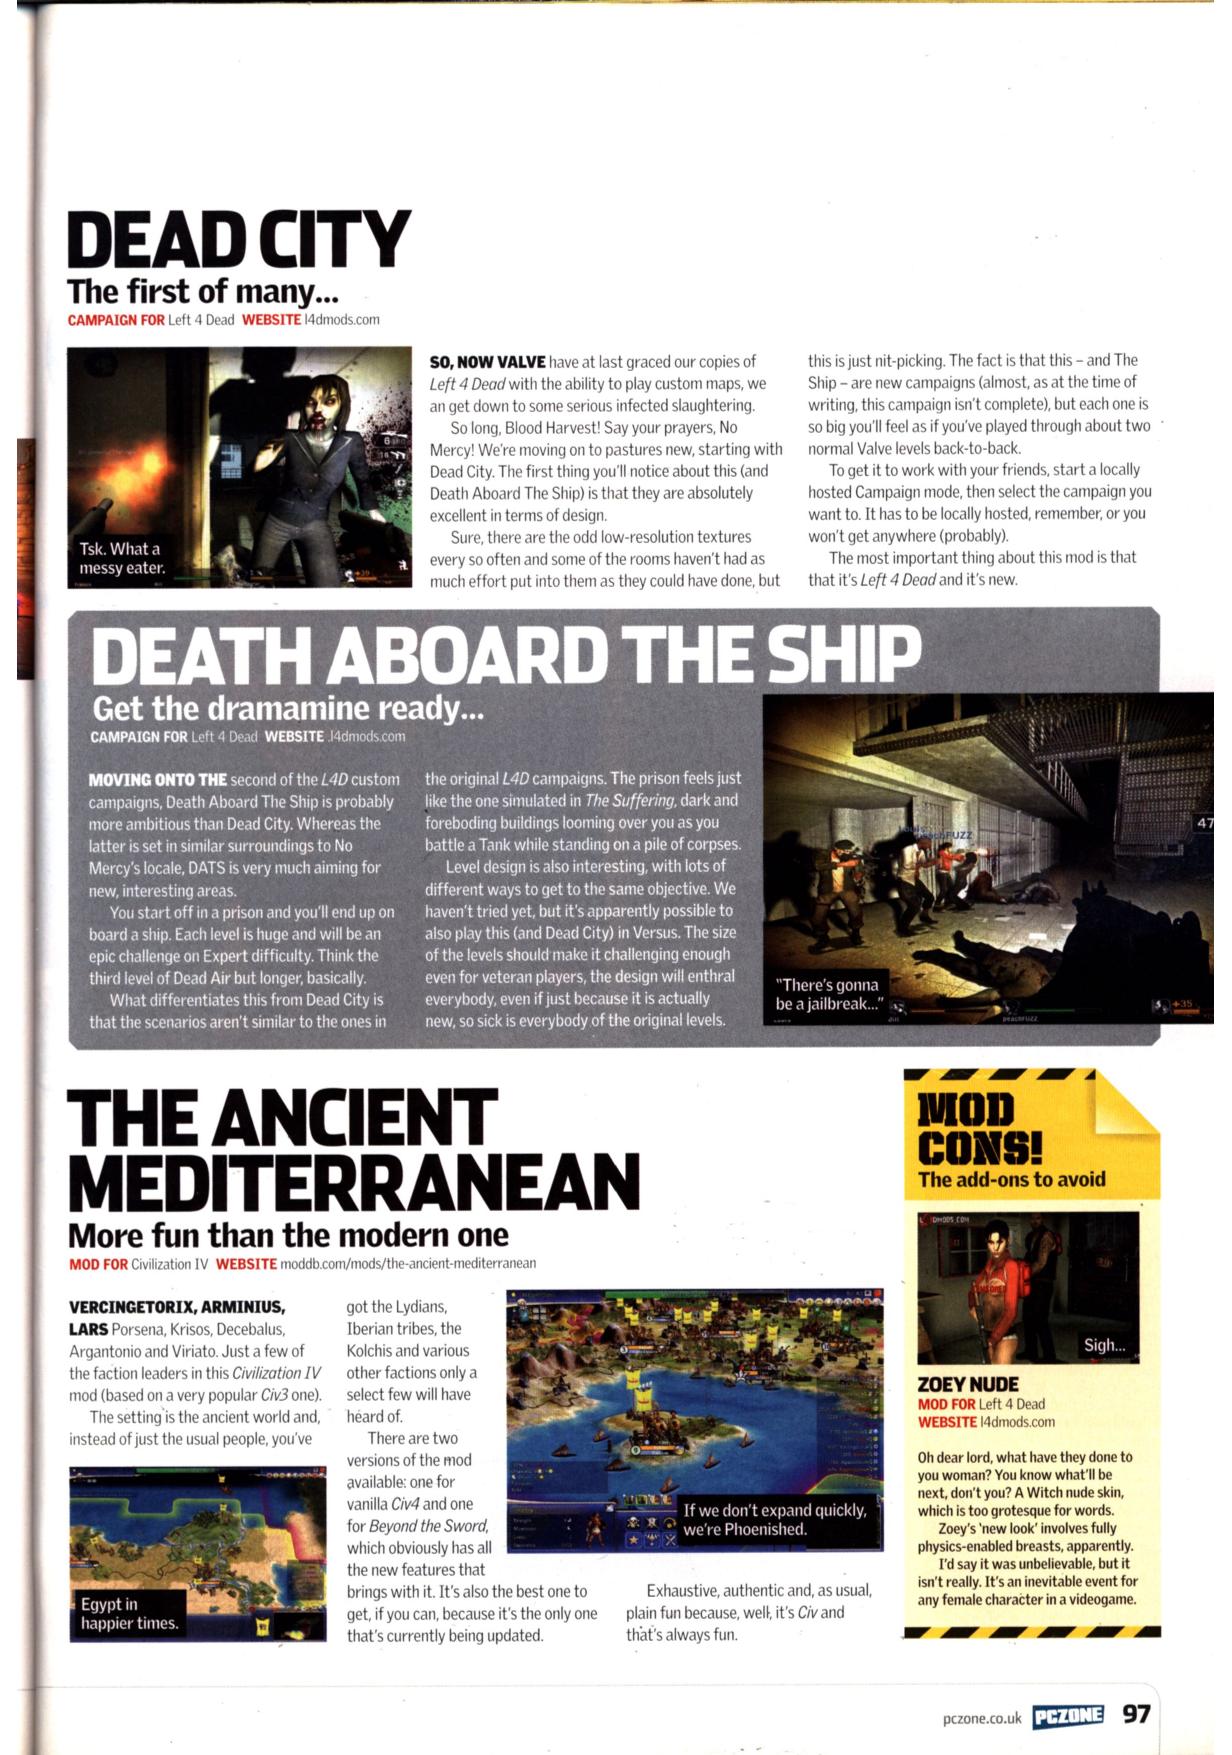 DEAD CITY
The first of many...
CAMPAIGN FOR Left 4 Dead WEBSITE l4dmods.com
Tsk. What a
messy eater.
SO, NOW VALVE have at last graced our copies of
Left 4 Dead with the ability to play custom maps, we
an get down to some serious infected slaughtering.
So long, Blood Harvest! Say your prayers, No
Mercy! We're moving on to pastures new, starting with
Dead City. The first thing you'll notice about this (and
Death Aboard The Ship) is that they are absolutely
excellent in terms of design.
Sure, there are the odd low-resolution textures
every so often and some of the rooms haven't had as
much effort put into them as they could have done, but
this is just nit-picking. The fact is that this – and The
Ship – are new campaigns (almost, as at the time of
writing, this campaign isn't complete), but each one is
so big you'll feel as if you've played through about two
normal Valve levels back-to-back.
To get it to work with your friends, start a locally
hosted Campaign mode, then select the campaign you
want to. It has to be locally hosted, remember, or you
won't get anywhere (probably).
The most important thing about this mod is that
that it's Left 4 Dead and it's new.
DEATH ABOARD THE SHIP
Get the dramamine ready...
CAMPAIGN FOR Left 4 Dead WEBSITE .l4dmods.com
MOVING ONTO THE second of the L4D custom
campaigns, Death Aboard The Ship is probably
more ambitious than Dead City. Whereas the
latter is set in similar surroundings to No
Mercy's locale, DATS is very much aiming for
new, interesting areas.
You start off in a prison and you'll end up on
board a ship. Each level is huge and will be an
epic challenge on Expert difficulty. Think the
third level of Dead Air but longer, basically.
What differentiates this from Dead City is
that the scenarios aren't similar to the ones in
the original L4D campaigns. The prison feels just
like the one simulated in The Suffering, dark and
foreboding buildings looming over you as you
battle a Tank while standing on a pile of corpses.
Level design is also interesting, with lots of
different ways to get to the same objective. We
haven't tried yet, but it's apparently possible to
also play this (and Dead City) in Versus. The size
of the levels should make it challenging enough
even for veteran players, the design will enthral
everybody, even if just because it is actually
new, so sick is everybody of the original levels.
47
"There's gonna
be a jailbreak..."
peachFUZZ
+35
THE ANCIENT
MEDITERRANEAN
More fun than the modern one
MOD FOR Civilization IV WEBSITE moddb.com/mods/the-ancient-mediterranean
VERCINGETORIX, ARMINIUS,
LARS Porsena, Krisos, Decebalus,
Argantonio and Viriato. Just a few of
the faction leaders in this Civilization IV
mod (based on a very popular Civ3 one).
The setting is the ancient world and,
instead of just the usual people, you've
Egypt in
happier times.
got the Lydians,
Iberian tribes, the
Kolchis and various
other factions only a
select few will have
heard of.
There are two
versions of the mod
available: one for
vanilla Civ4 and one
for Beyond the Sword,
which obviously has all
the new features that
brings with it. It's also the best one to
get, if you can, because it's the only one
that's currently being updated.
If we don't expand quickly,
we're Phoenished.
Exhaustive, authentic and, as usual,
plain fun because, well, it's Civ and
that's always fun.
MOD
CONS!
The add-ons to avoid
Sigh...
ZOEY NUDE
MOD FOR Left 4 Dead
WEBSITE l4dmods.com
Oh dear lord, what have they done to
you woman? You know what'll be
next, don't you? A Witch nude skin,
which is too grotesque for words.
Zoey's 'new look' involves fully
physics-enabled breasts, apparently.
I'd say it was unbelievable, but it
isn't really. It's an inevitable event for
any female character in a videogame.
pczone.co.uk PCZONE 97